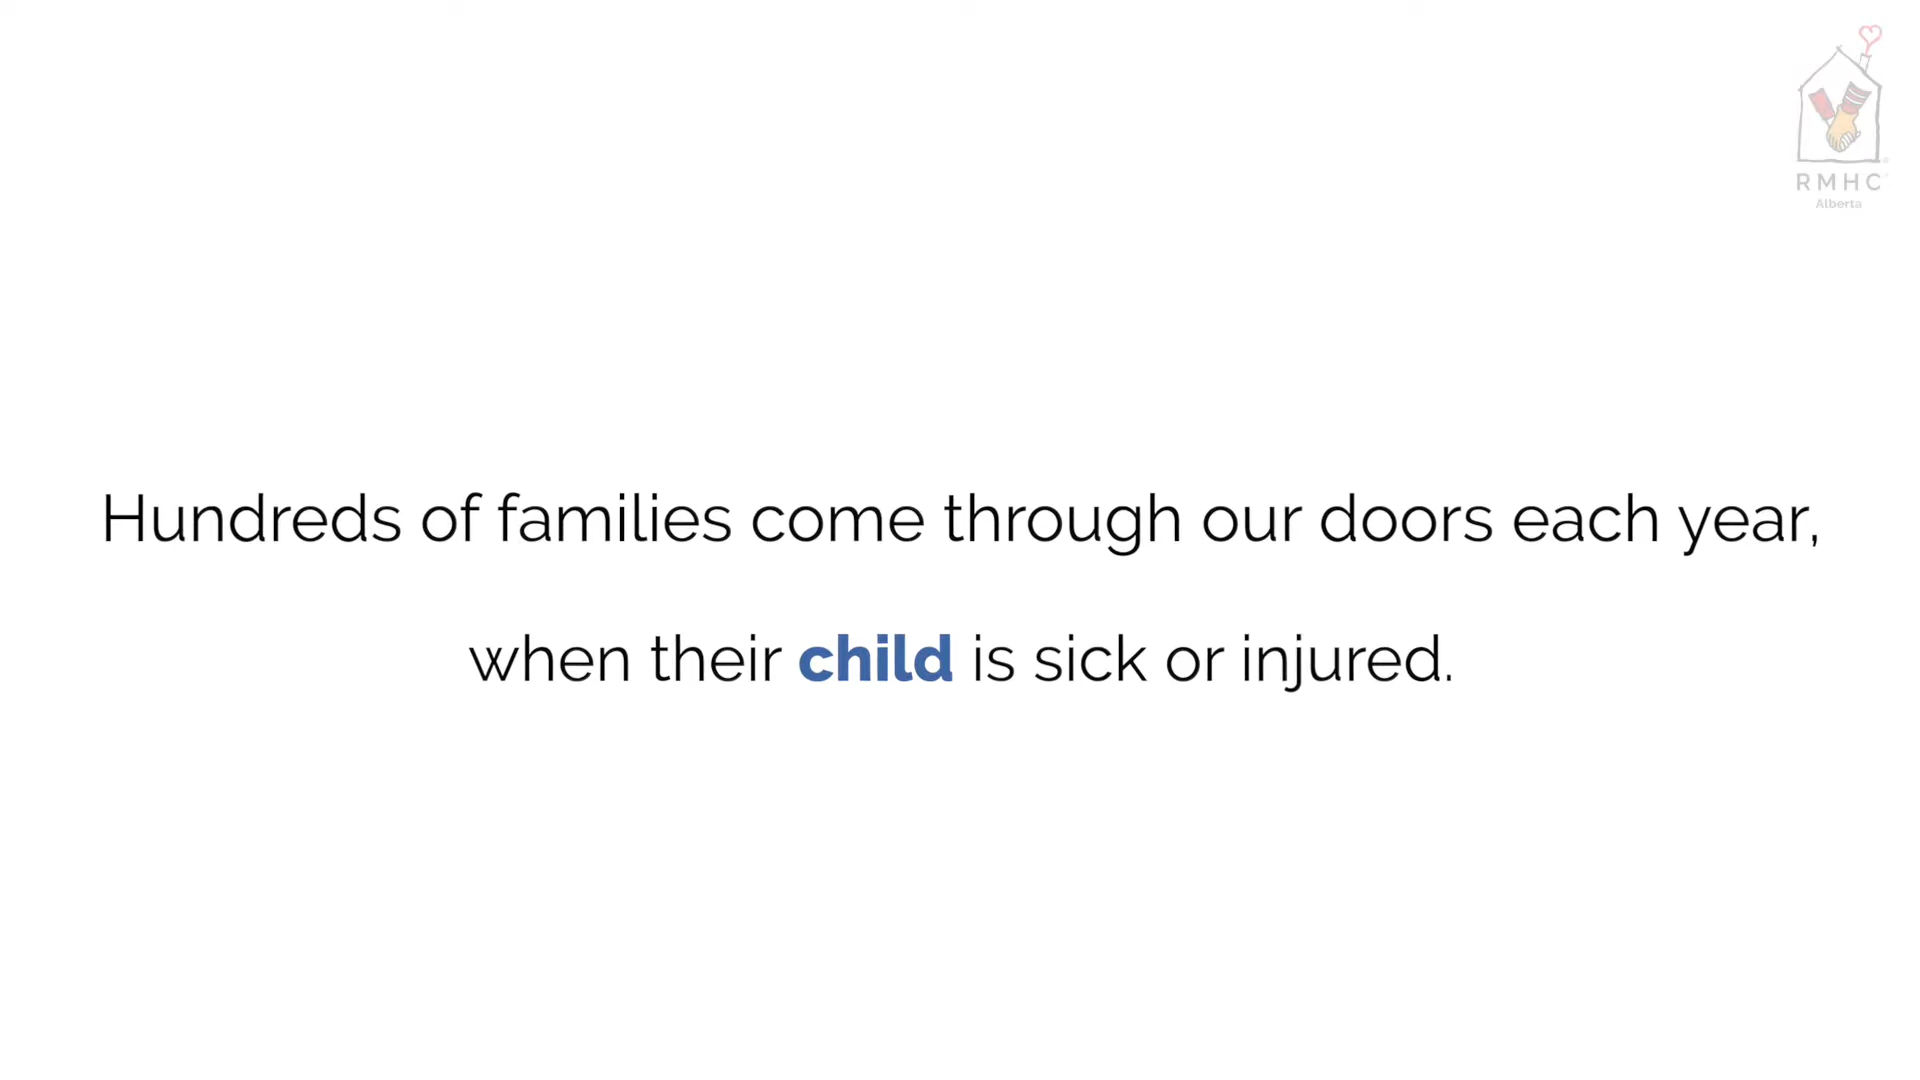 RMHC
Alberta
Hundreds of families come through our doors each year,
when their child is sick or injured.